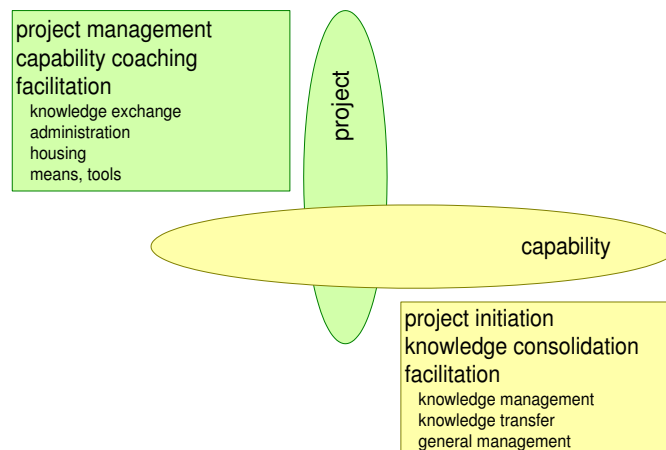 project management
capability coaching
facilitation
knowledge exchange
administration
housing
means, tools
project
capability
project initiation
knowledge consolidation
facilitation
knowledge management
knowledge transfer
general management